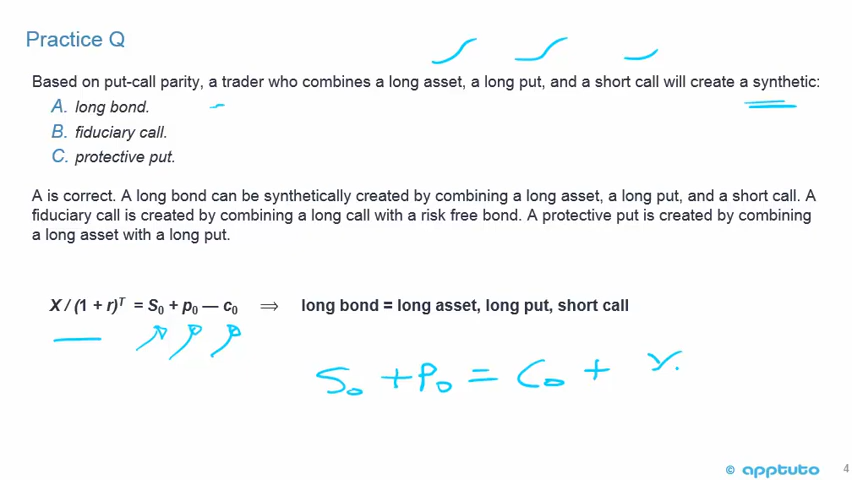 Practice Q
Based on put-call parity, a trader who combines a long asset, a long put, and a short call will create a synthetic:
A. long bond.
B. fiduciary call.
C. protective put.
A is correct. A long bond can be synthetically created by combining a long asset, a long put, and a short call. A
fiduciary call is created by combining a long call with a risk free bond. A protective put is created by combining
a long asset with a long put.
X / (1 + r)ᵀ = S₀ + p₀ — c₀ ⟹ long bond = long asset, long put, short call
S₀ + P₀ = C₀ +
© apptuto 4